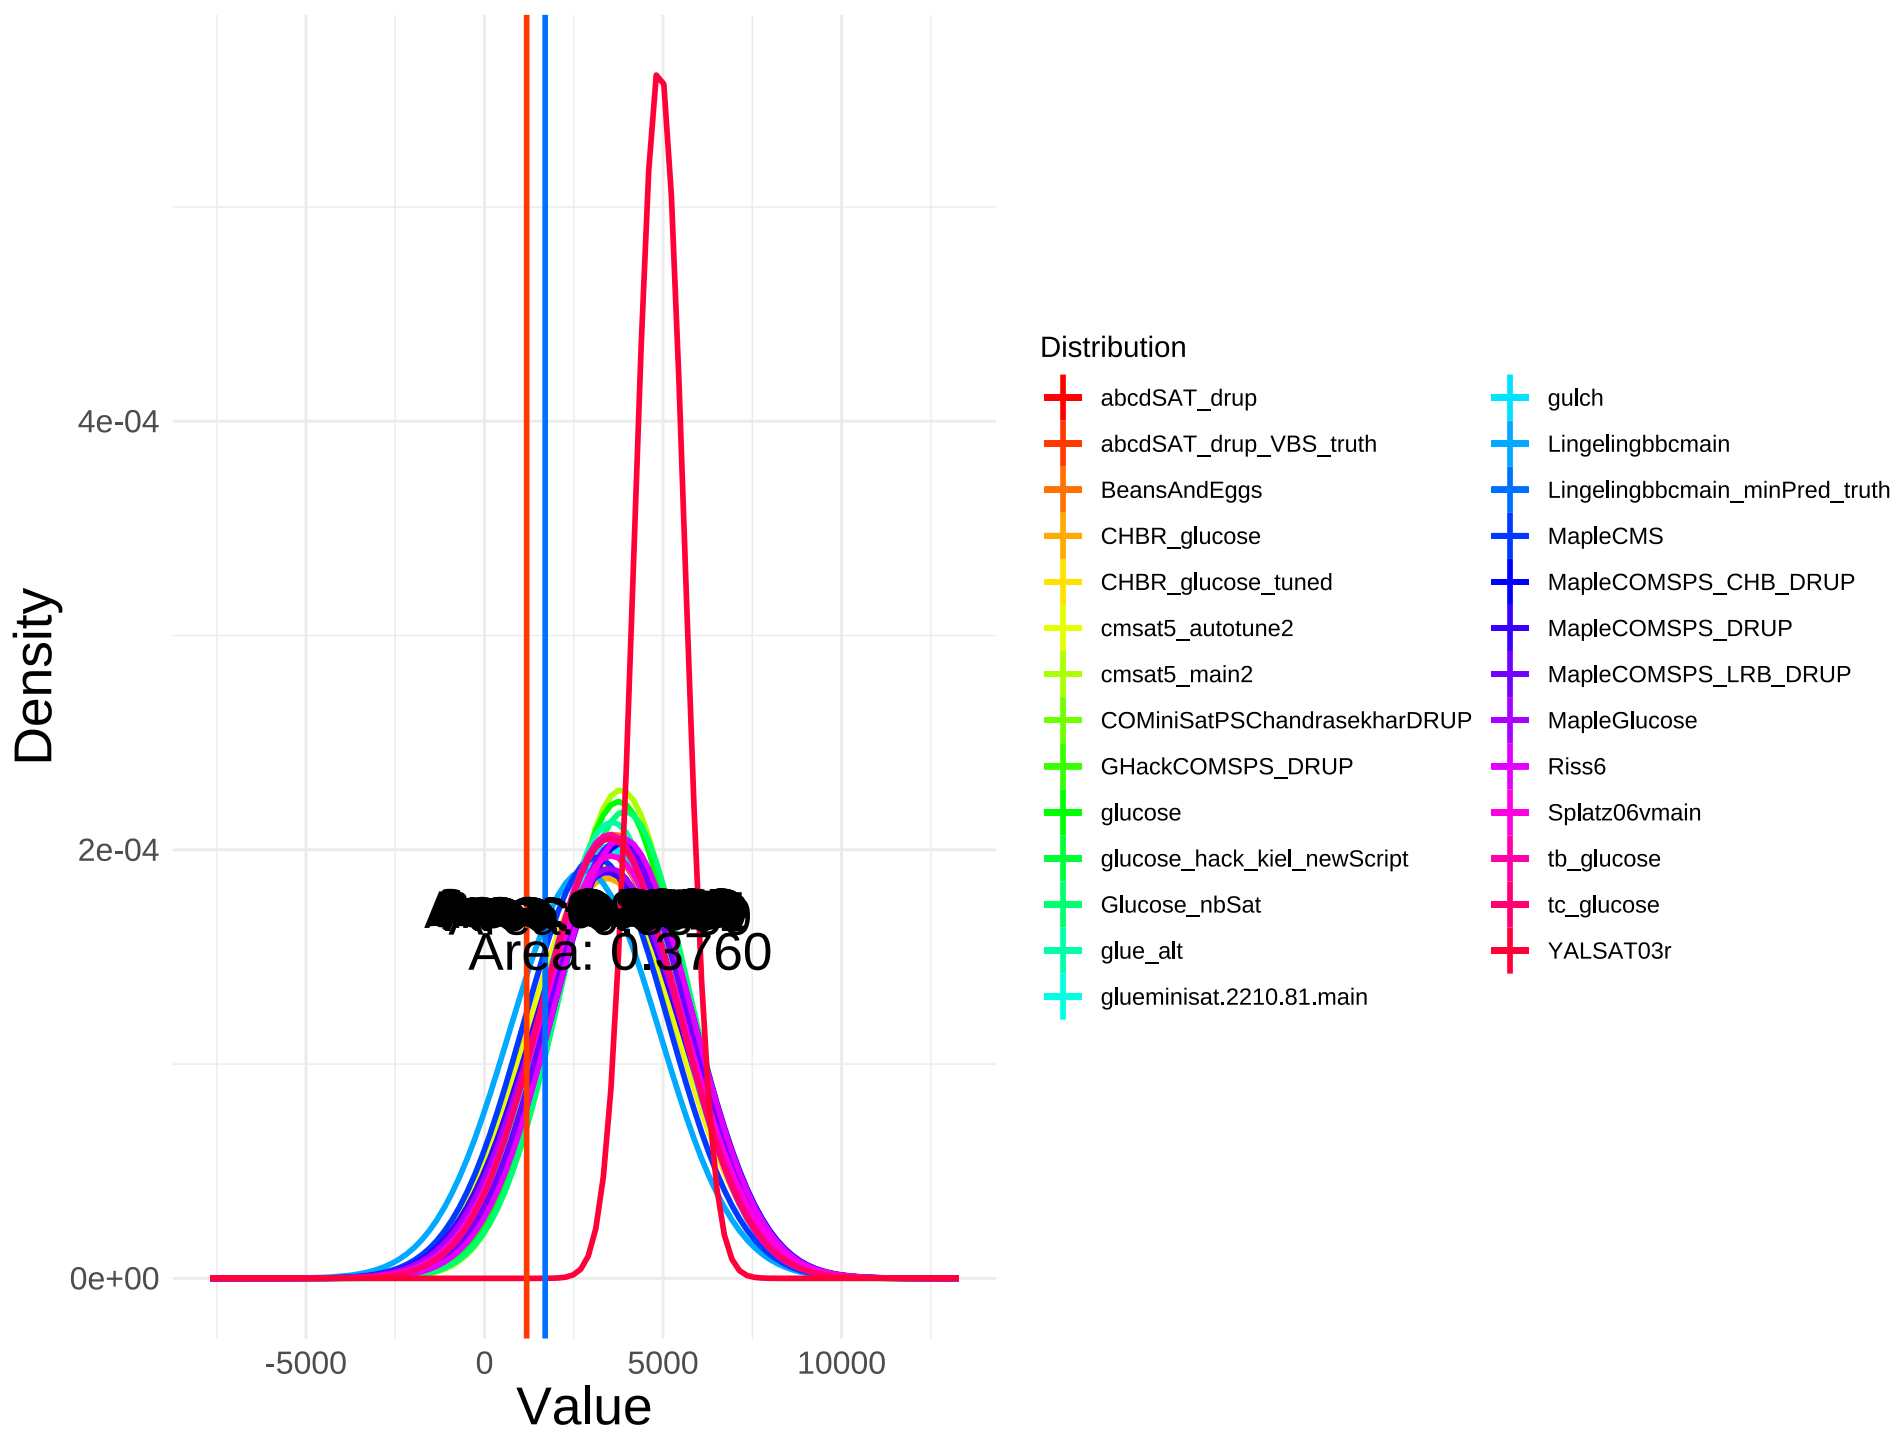 4e-04
2e-04
0e+00
Density
Area: 0.3760
-5000
0
5000
10000
Value
Distribution
abcdSAT_drup
abcdSAT_drup_VBS_truth
BeansAndEggs
CHBR_glucose
CHBR_glucose_tuned
cmsat5_autotune2
cmsat5_main2
COMiniSatPSChandrasekharDRUP
GHackCOMSPS_DRUP
glucose
glucose_hack_kiel_newScript
Glucose_nbSat
glue_alt
glueminisat.2210.81.main
gulch
Lingelingbbcmain
Lingelingbbcmain_minPred_truth
MapleCMS
MapleCOMSPS_CHB_DRUP
MapleCOMSPS_DRUP
MapleCOMSPS_LRB_DRUP
MapleGlucose
Riss6
Splatz06vmain
tb_glucose
tc_glucose
YALSAT03r